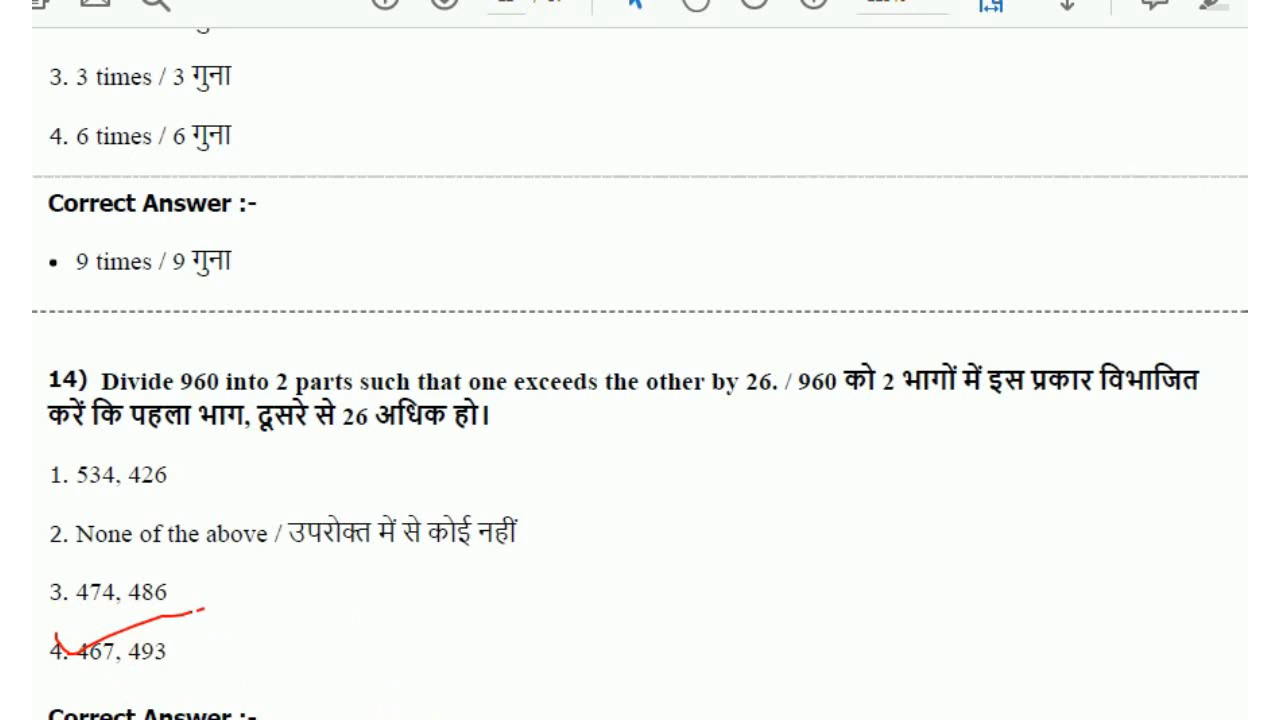 3. 3 times / 3 गुना
4. 6 times / 6 गुना
Correct Answer :-
• 9 times / 9 गुना
14) Divide 960 into 2 parts such that one exceeds the other by 26. / 960 को 2 भागों में इस प्रकार विभाजित
करें कि पहला भाग, दूसरे से 26 अधिक हो।
1. 534, 426
2. None of the above / उपरोक्त में से कोई नहीं
3. 474, 486
4. 467, 493
Correct Answer :-